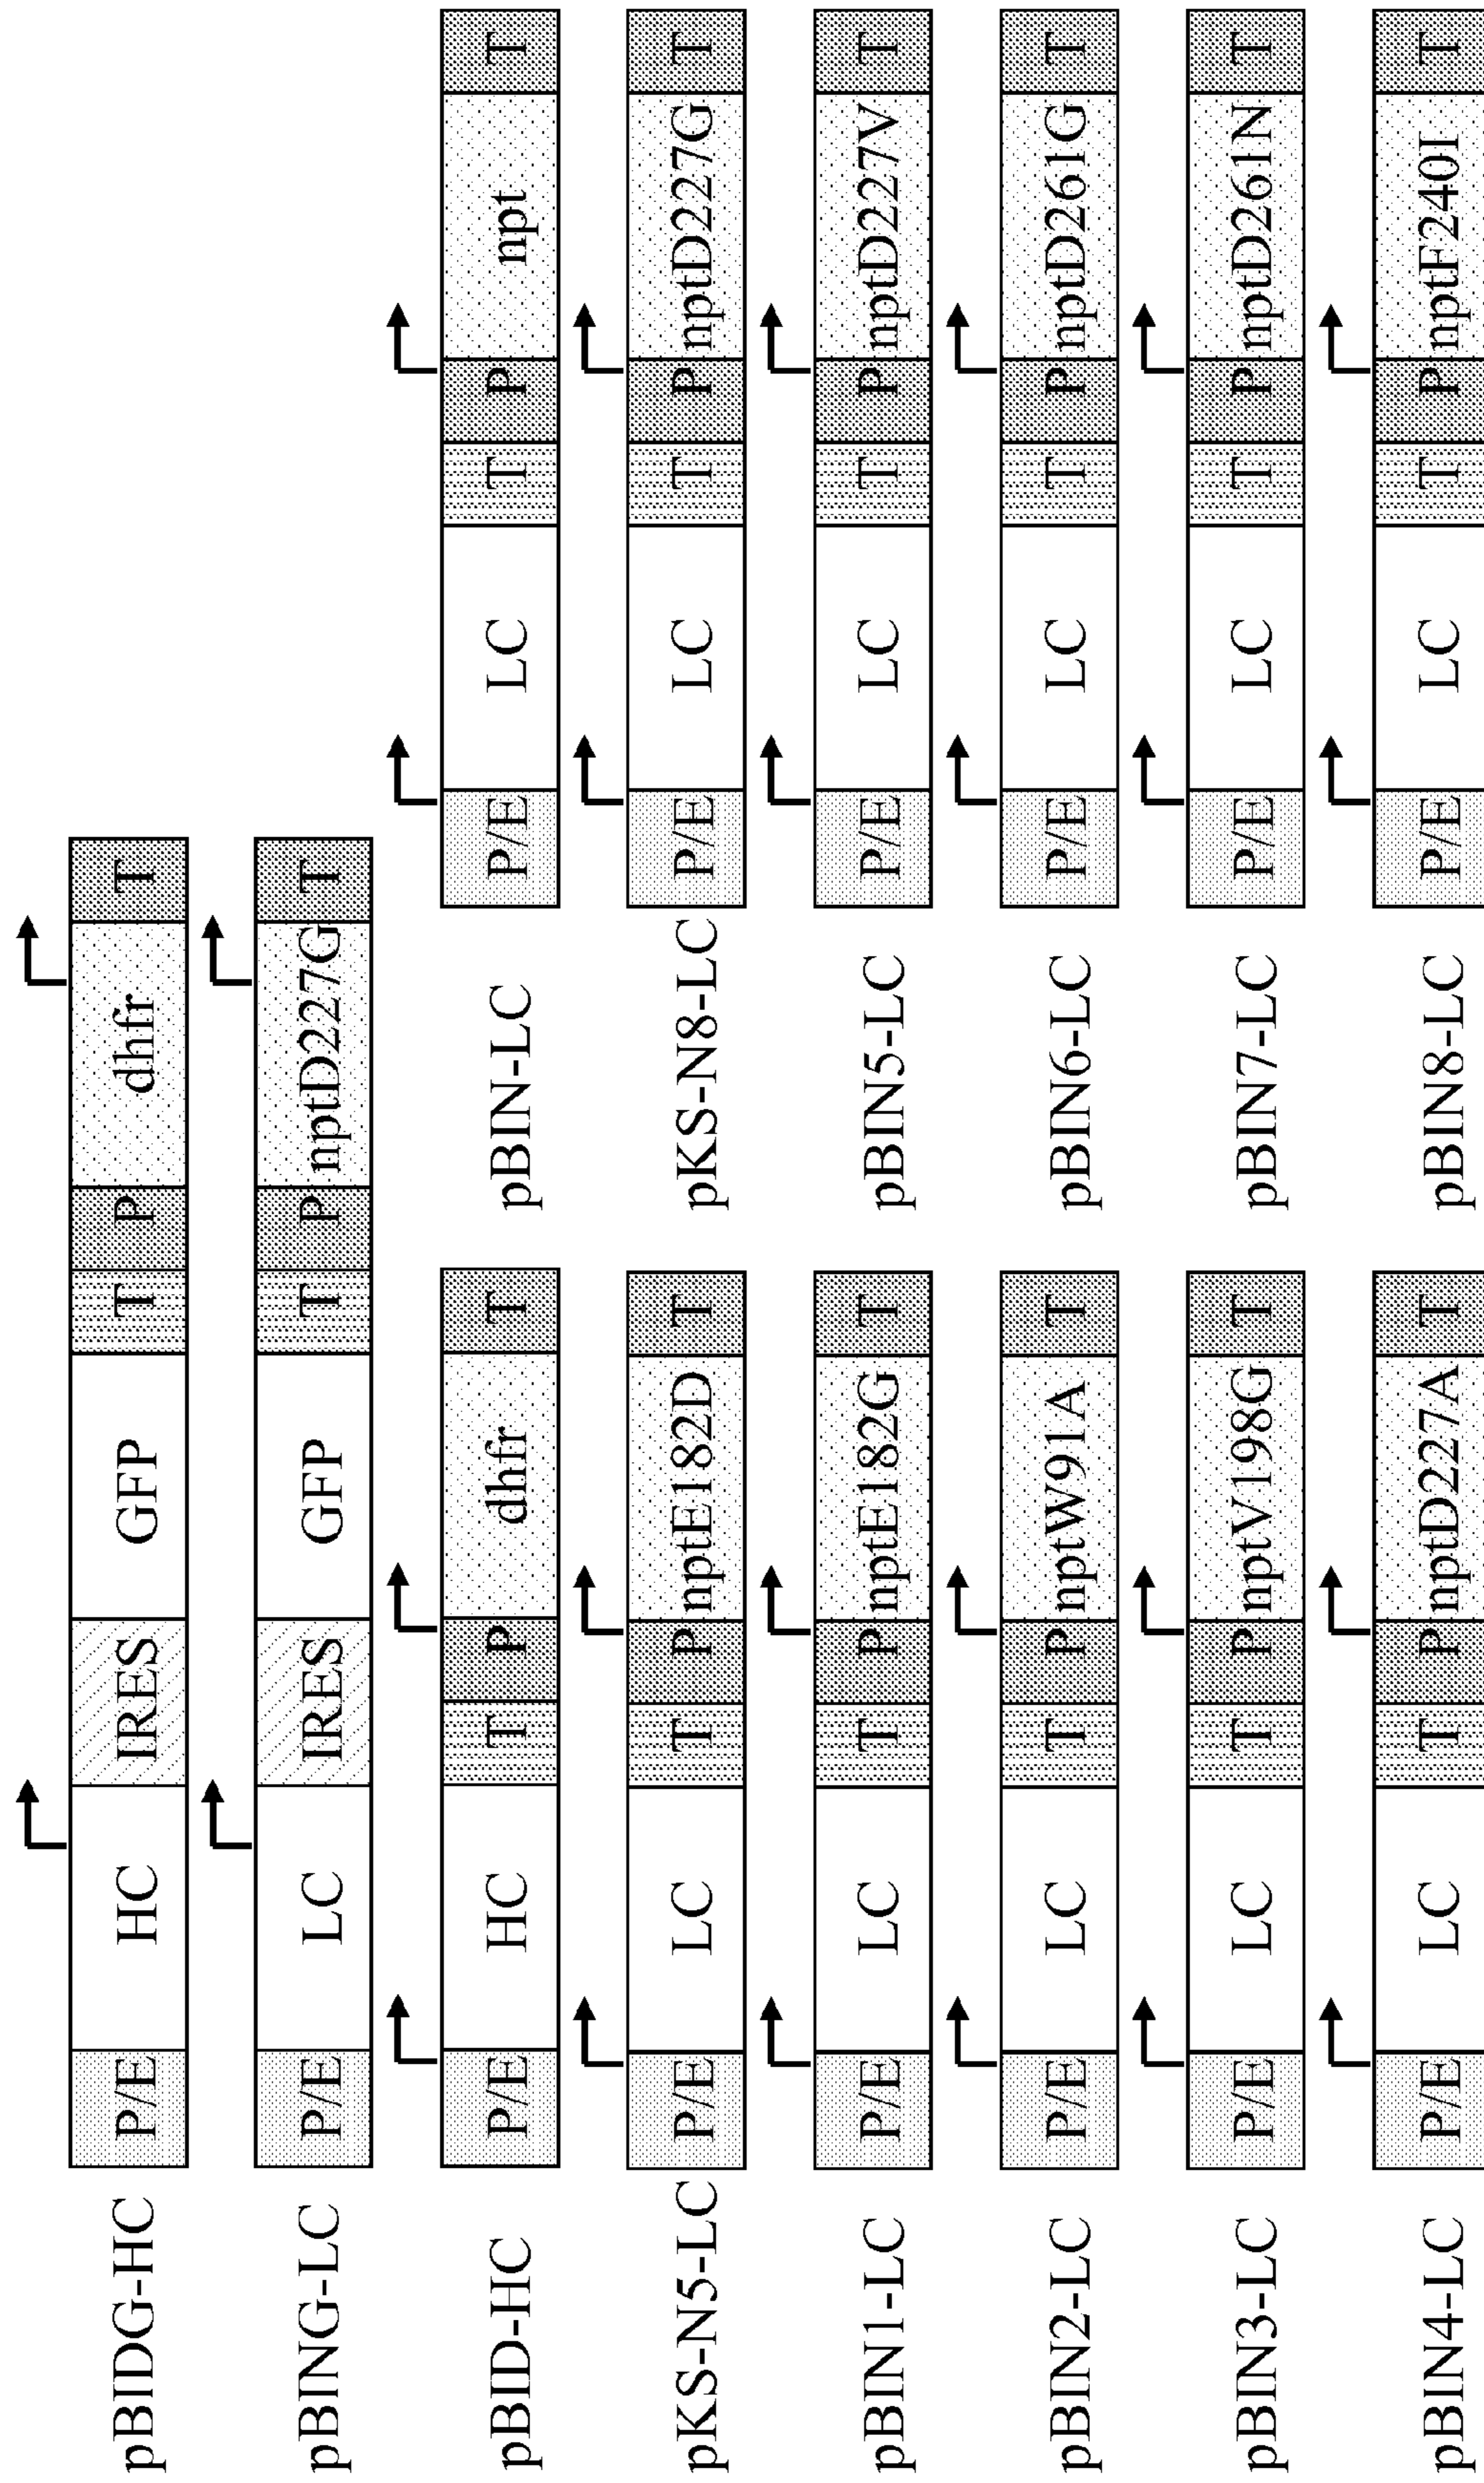 pBIDG-HC P/E HC IRES GFP T P dhfr T
pBING-LC P/E LC IRES GFP T P nptD227G T
pBID-HC P/E HC T P dhfr T
pBIN-LC P/E LC T P npt T
pKS-N5-LC P/E LC T P nptE182D T
pKS-N8-LC P/E LC T P nptD227G T
pBIN1-LC P/E LC T P nptE182G T
pBIN5-LC P/E LC T P nptD227V T
pBIN2-LC P/E LC T P nptW91A T
pBIN6-LC P/E LC T P nptD261G T
pBIN3-LC P/E LC T P nptV198G T
pBIN7-LC P/E LC T P nptD261N T
pBIN4-LC P/E LC T P nptD227A T
pBIN8-LC P/E LC T P nptF240I T